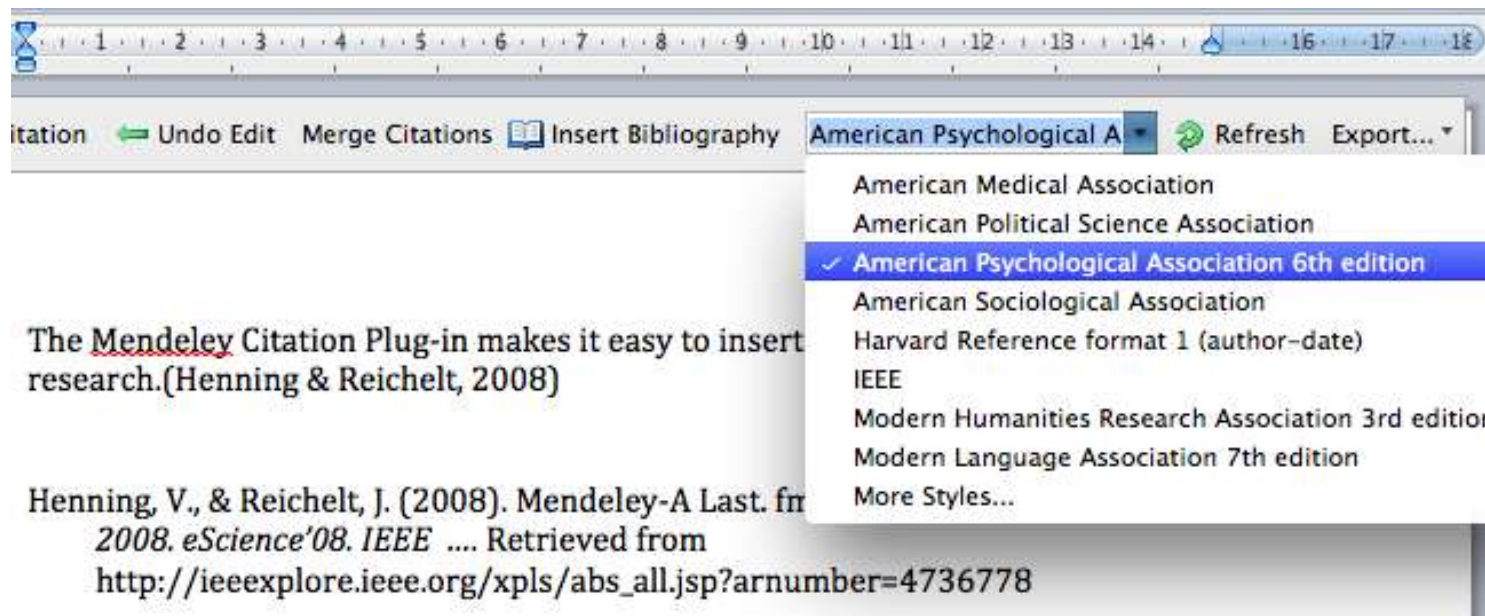 1 2 3 4 5 6 7 8 9 10 11 12 13 14 16 17 18
itation Undo Edit Merge Citations Insert Bibliography American Psychological A Refresh Export...
American Medical Association
American Political Science Association
✓ American Psychological Association 6th edition
American Sociological Association
Harvard Reference format 1 (author-date)
IEEE
Modern Humanities Research Association 3rd edition
Modern Language Association 7th edition
More Styles...
The Mendeley Citation Plug-in makes it easy to insert
research.(Henning & Reichelt, 2008)
Henning, V., & Reichelt, J. (2008). Mendeley-A Last. fm
2008. eScience'08. IEEE .... Retrieved from
http://ieeexplore.ieee.org/xpls/abs_all.jsp?arnumber=4736778